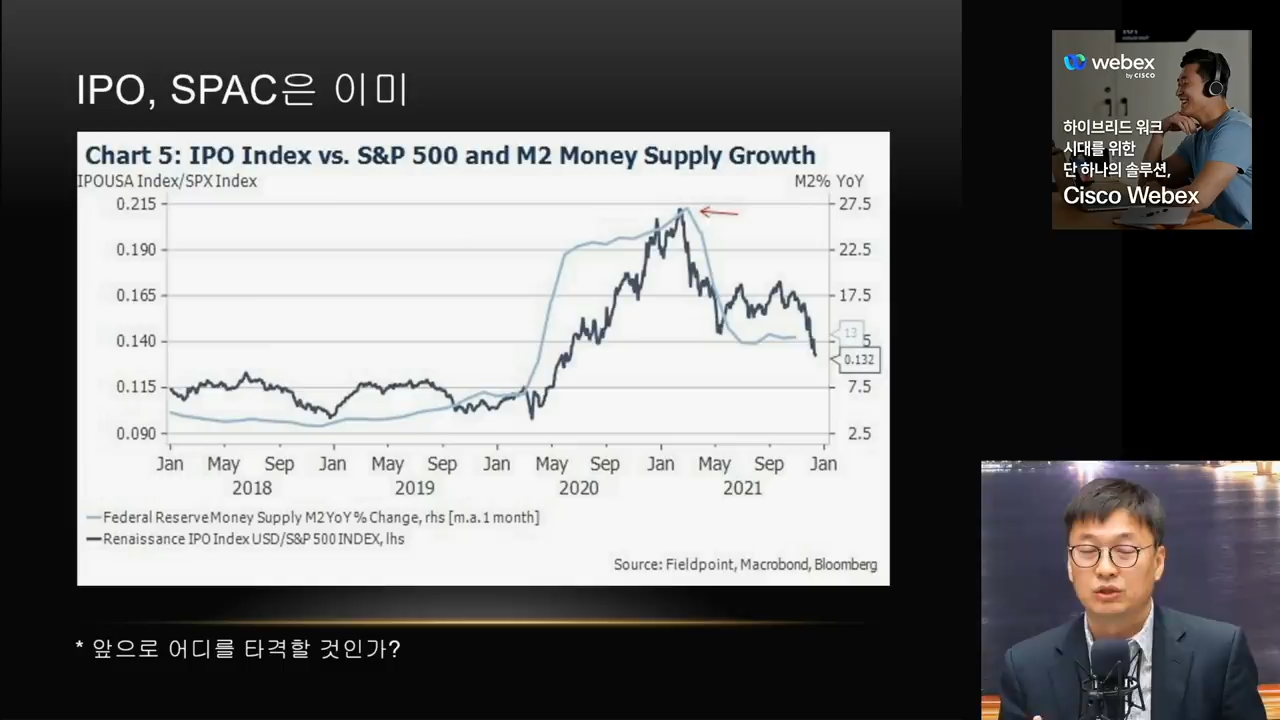 IPO, SPAC은 이미
Chart 5: IPO Index vs. S&P 500 and M2 Money Supply Growth
IPOUSA Index/SPX Index
M2% YoY
0.215
27.5
0.190
22.5
0.165
17.5
0.140
13
5
0.132
0.115
7.5
0.090
2.5
Jan May Sep Jan May Sep Jan May Sep Jan May Sep Jan
2018 2019 2020 2021
Federal Reserve Money Supply M2 YoY % Change, rhs [m.a. 1 month]
Renaissance IPO Index USD/S&P 500 INDEX, lhs
Source: Fieldpoint, Macrobond, Bloomberg
* 앞으로 어디를 타격할 것인가?
webex
by CISCO
하이브리드 워크
시대를 위한
단 하나의 솔루션,
Cisco Webex